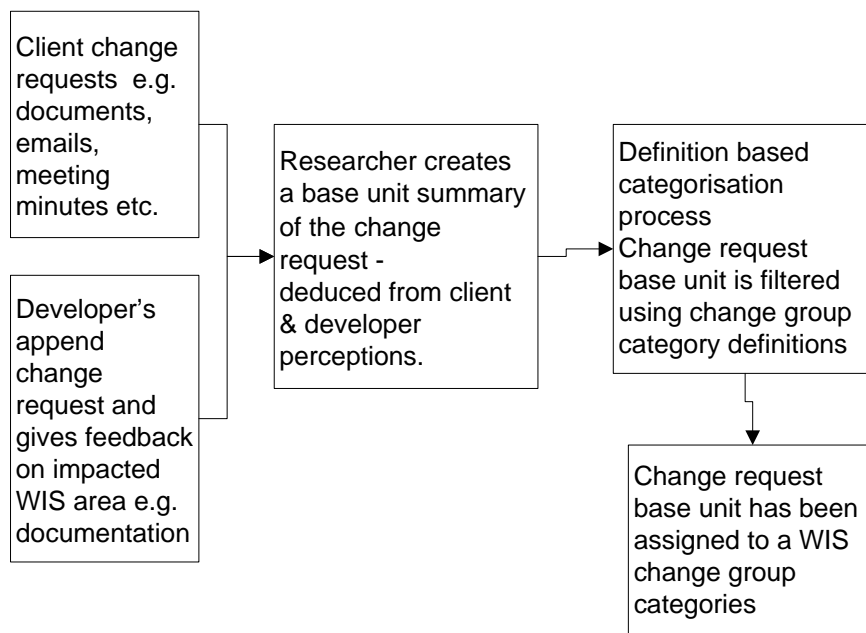 Client change
requests  e.g.
documents,
emails,
meeting
minutes etc.
Developer's
append
change
request and
gives feedback
on impacted
WIS area e.g.
documentation
Researcher creates
a base unit summary
of the change
request -
deduced from client
& developer
perceptions.
Definition based
categorisation
process
Change request
base unit is filtered
using change group
category definitions
Change request
base unit has been
assigned to a WIS
change group
categories